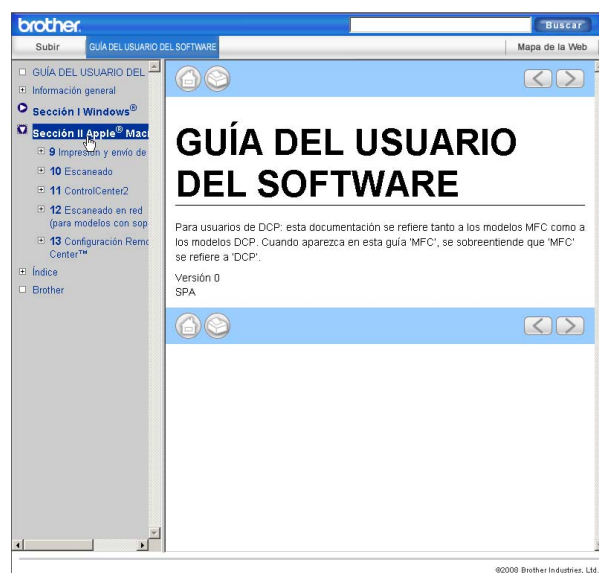 brother.
Buscar
Subir
GUÍA DEL USUARIO DEL SOFTWARE
Mapa de la Web
GUÍA DEL USUARIO DEL
Información general
Sección I Windows®
Sección II Apple® Maci
9 Impresión y envío de
10 Escaneado
11 ControlCenter2
12 Escaneado en red
(para modelos con sop
13 Configuración Remo
Center™
Índice
Brother
GUÍA DEL USUARIO
DEL SOFTWARE
Para usuarios de DCP: esta documentación se refiere tanto a los modelos MFC como a
los modelos DCP. Cuando aparezca en esta guía 'MFC', se sobreentiende que 'MFC'
se refiere a 'DCP'.
Versión 0
SPA
©2008 Brother Industries, Ltd.